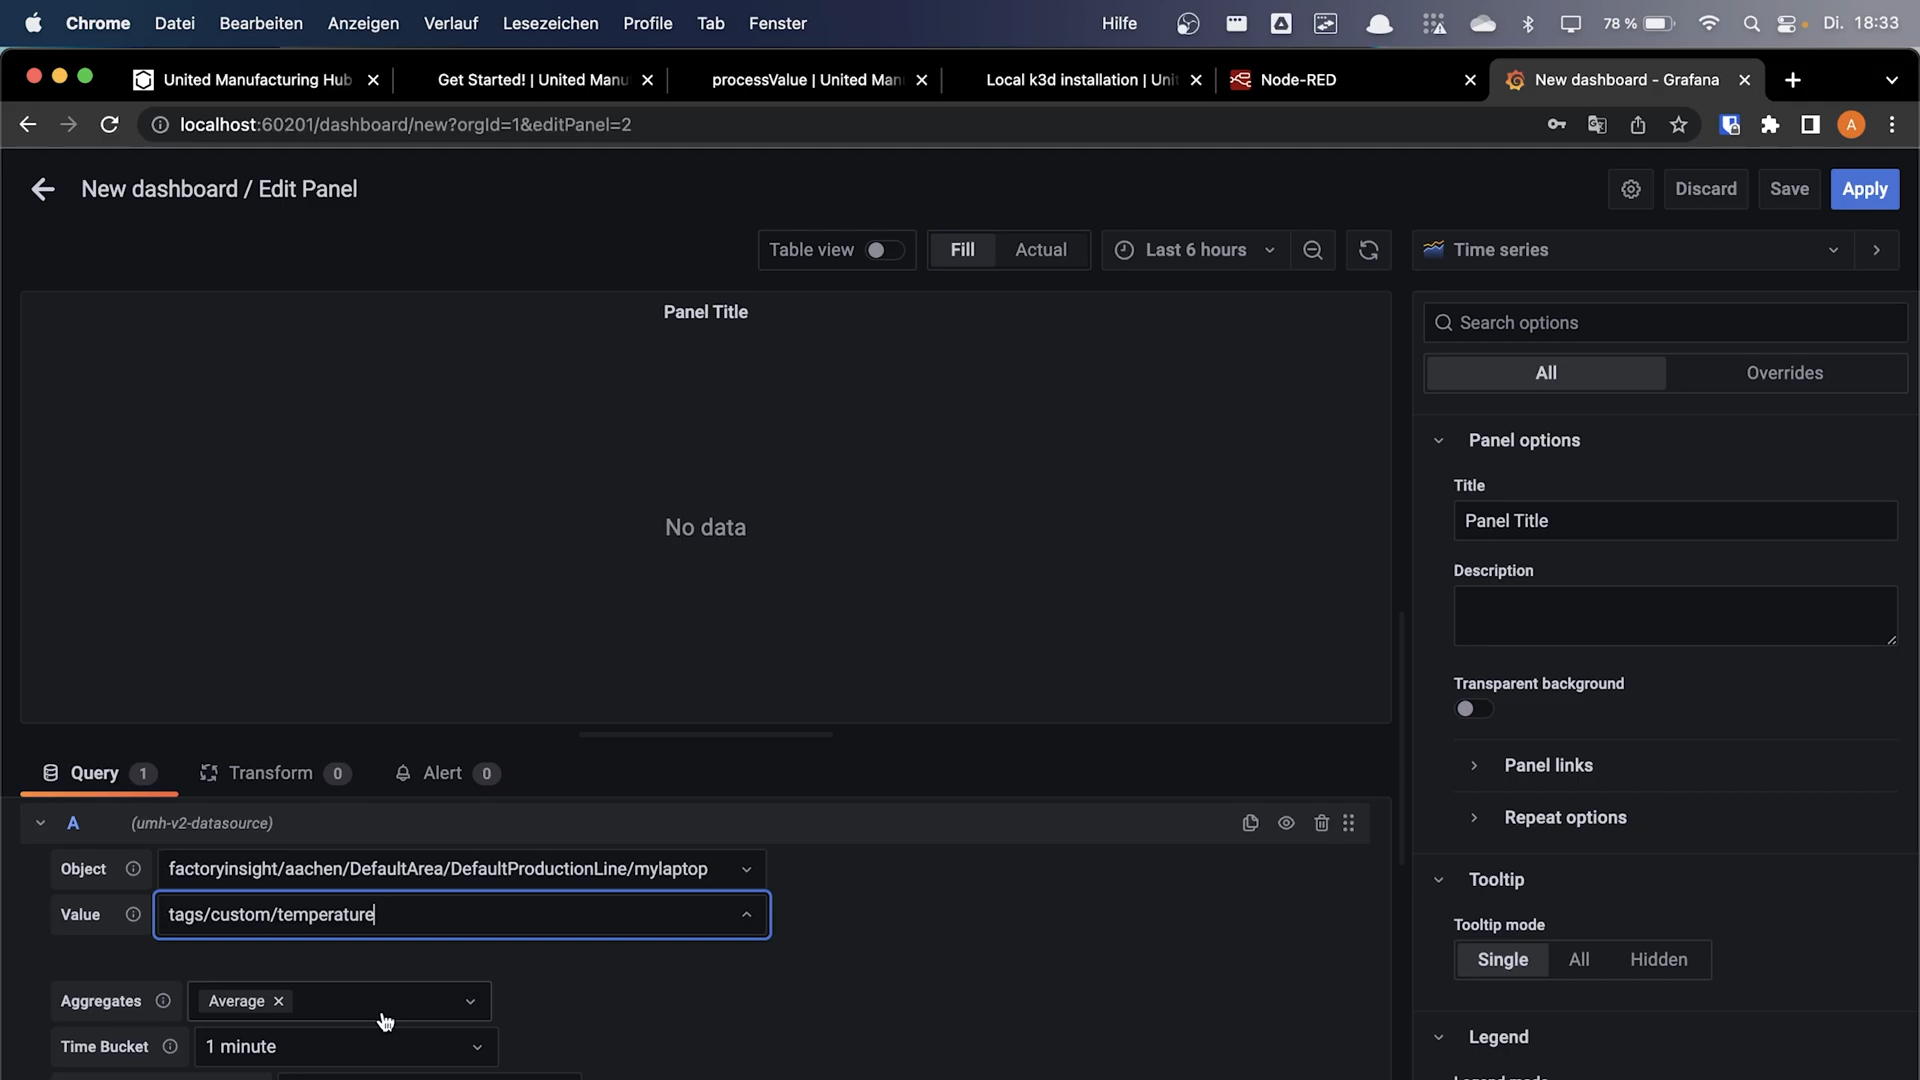 Chrome Datei Bearbeiten Anzeigen Verlauf Lesezeichen Profile Tab Fenster Hilfe 78 % Di. 18:33
United Manufacturing Hub Get Started! | United Manu processValue | United Man Local k3d installation | Uni Node-RED New dashboard - Grafana
localhost:60201/dashboard/new?orgId=1&editPanel=2 A
New dashboard / Edit Panel Discard Save Apply
Table view Fill Actual Last 6 hours Time series
Panel Title
Search options
All Overrides
Panel options
Title
Panel Title
No data
Description
Transparent background
Panel links
Query 1 Transform 0 Alert 0
Repeat options
A (umh-v2-datasource)
Object factoryinsight/aachen/DefaultArea/DefaultProductionLine/mylaptop
Tooltip
Value tags/custom/temperature
Tooltip mode
Single All Hidden
Aggregates Average
Legend
Time Bucket 1 minute